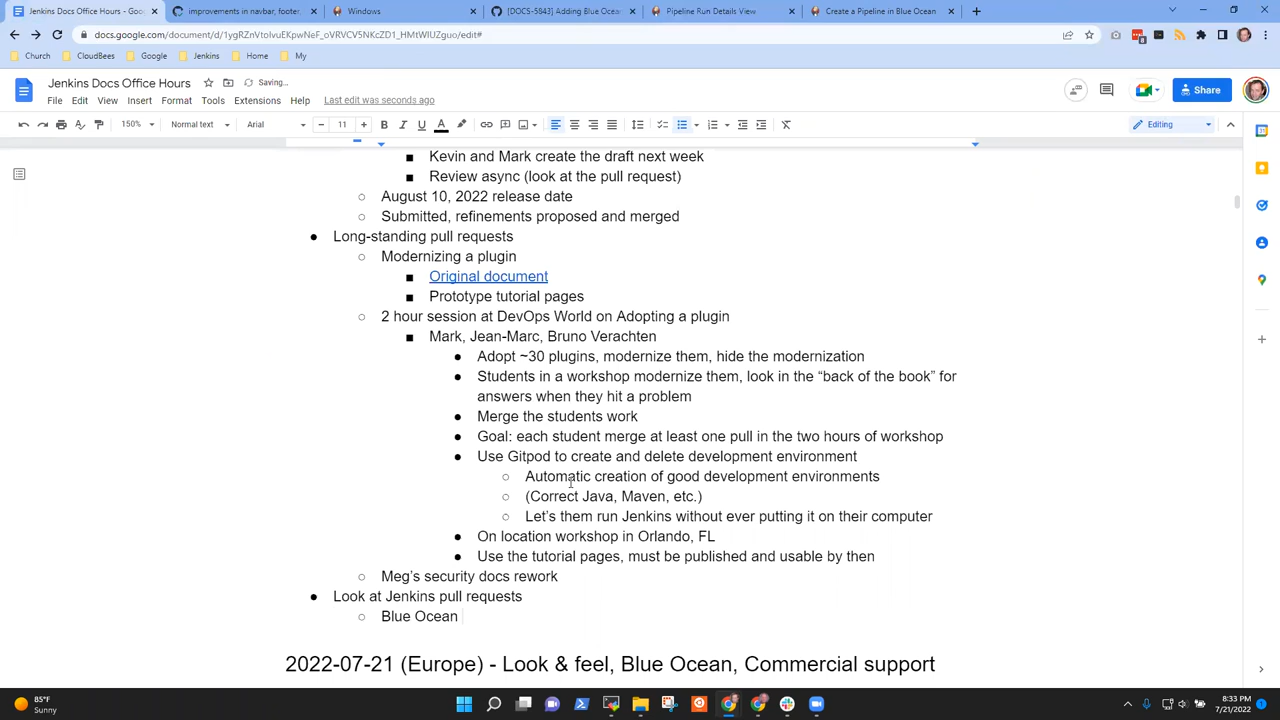 Jenkins Docs Office Hours - Goo
improvements in navbar, footer,
Windows
[DOCS-5843] Adding Blue Ocean
Pipeline Run Details View
Create a Pipeline in Blue Ocean
docs.google.com/document/d/1ygRZnVtoIvuEKpwNeF_oVRVCV5NKcZD1_HMtWIUZguo/edit#
Church
CloudBees
Google
Jenkins
Home
My
Jenkins Docs Office Hours
Saving...
File Edit View Insert Format Tools Extensions Help
Last edit was seconds ago
Share
150%
Normal text
Arial
11
Editing
■ Kevin and Mark create the draft next week
■ Review async (look at the pull request)
○ August 10, 2022 release date
○ Submitted, refinements proposed and merged
● Long-standing pull requests
○ Modernizing a plugin
■ Original document
■ Prototype tutorial pages
○ 2 hour session at DevOps World on Adopting a plugin
■ Mark, Jean-Marc, Bruno Verachten
● Adopt ~30 plugins, modernize them, hide the modernization
● Students in a workshop modernize them, look in the “back of the book” for
answers when they hit a problem
● Merge the students work
● Goal: each student merge at least one pull in the two hours of workshop
● Use Gitpod to create and delete development environment
○ Automatic creation of good development environments
○ (Correct Java, Maven, etc.)
○ Let’s them run Jenkins without ever putting it on their computer
● On location workshop in Orlando, FL
● Use the tutorial pages, must be published and usable by then
○ Meg’s security docs rework
● Look at Jenkins pull requests
○ Blue Ocean
2022-07-21 (Europe) - Look & feel, Blue Ocean, Commercial support
85°F
Sunny
8:33 PM
7/21/2022